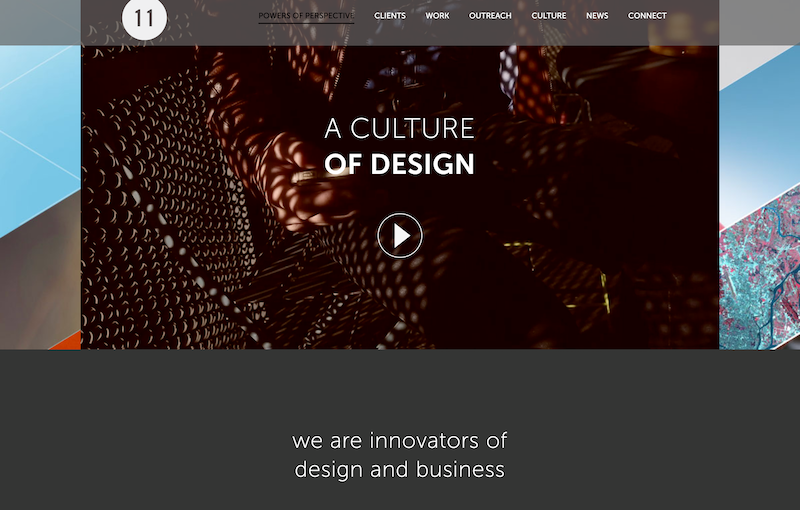 11
POWERS OF PERSPECTIVE CLIENTS WORK OUTREACH CULTURE NEWS CONNECT
A CULTURE
OF DESIGN
we are innovators of
design and business